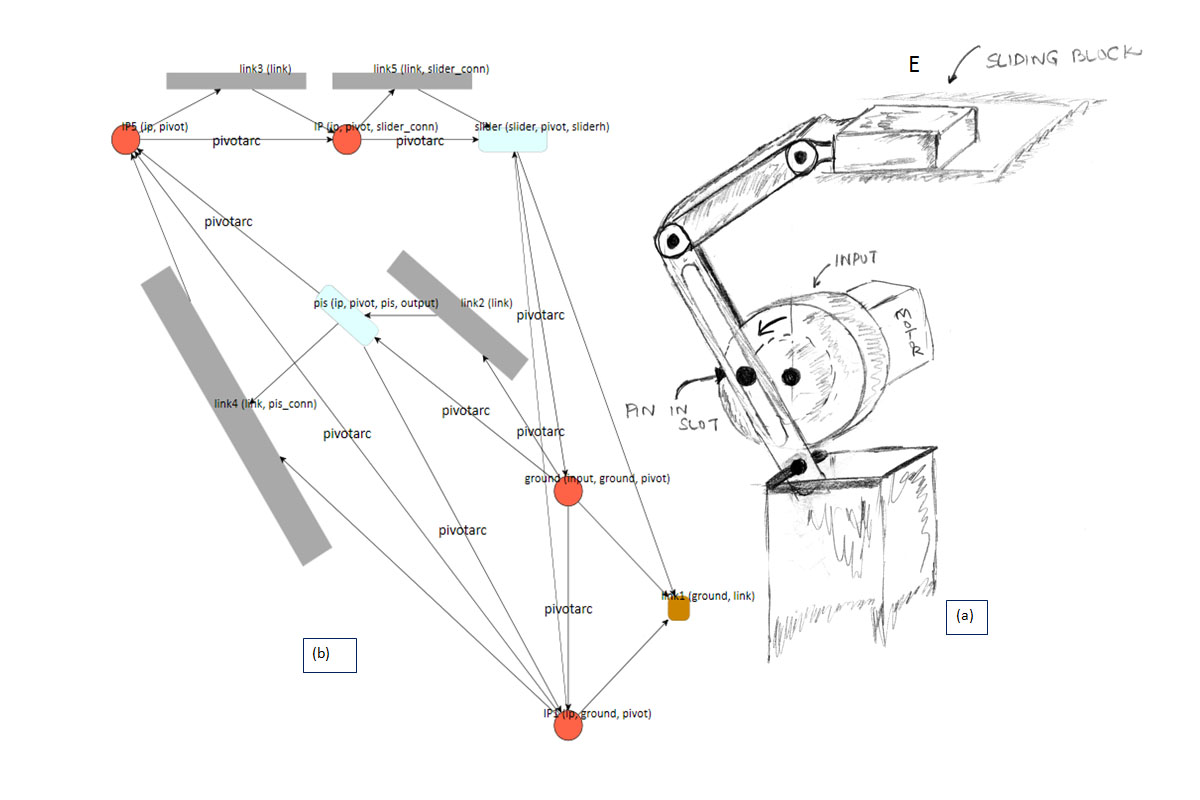 link3 (link)
link5 (link, slider_conn)
IP5 (ip, pivot)
IP (ip, pivot, slider_conn)
slider (slider, pivot, sliderh)
pivotarc
pivotarc
pivotarc
pis (ip, pivot, pis, output)
link2 (link)
pivotarc
link4 (link, pis_conn)
pivotarc
pivotarc
pivotarc
ground (input, ground, pivot)
pivotarc
link1 (ground, link)
pivotarc
IP1 (ip, ground, pivot)
(b)
E
SLIDING BLOCK
INPUT
MOTOR
PIN IN
SLOT
(a)